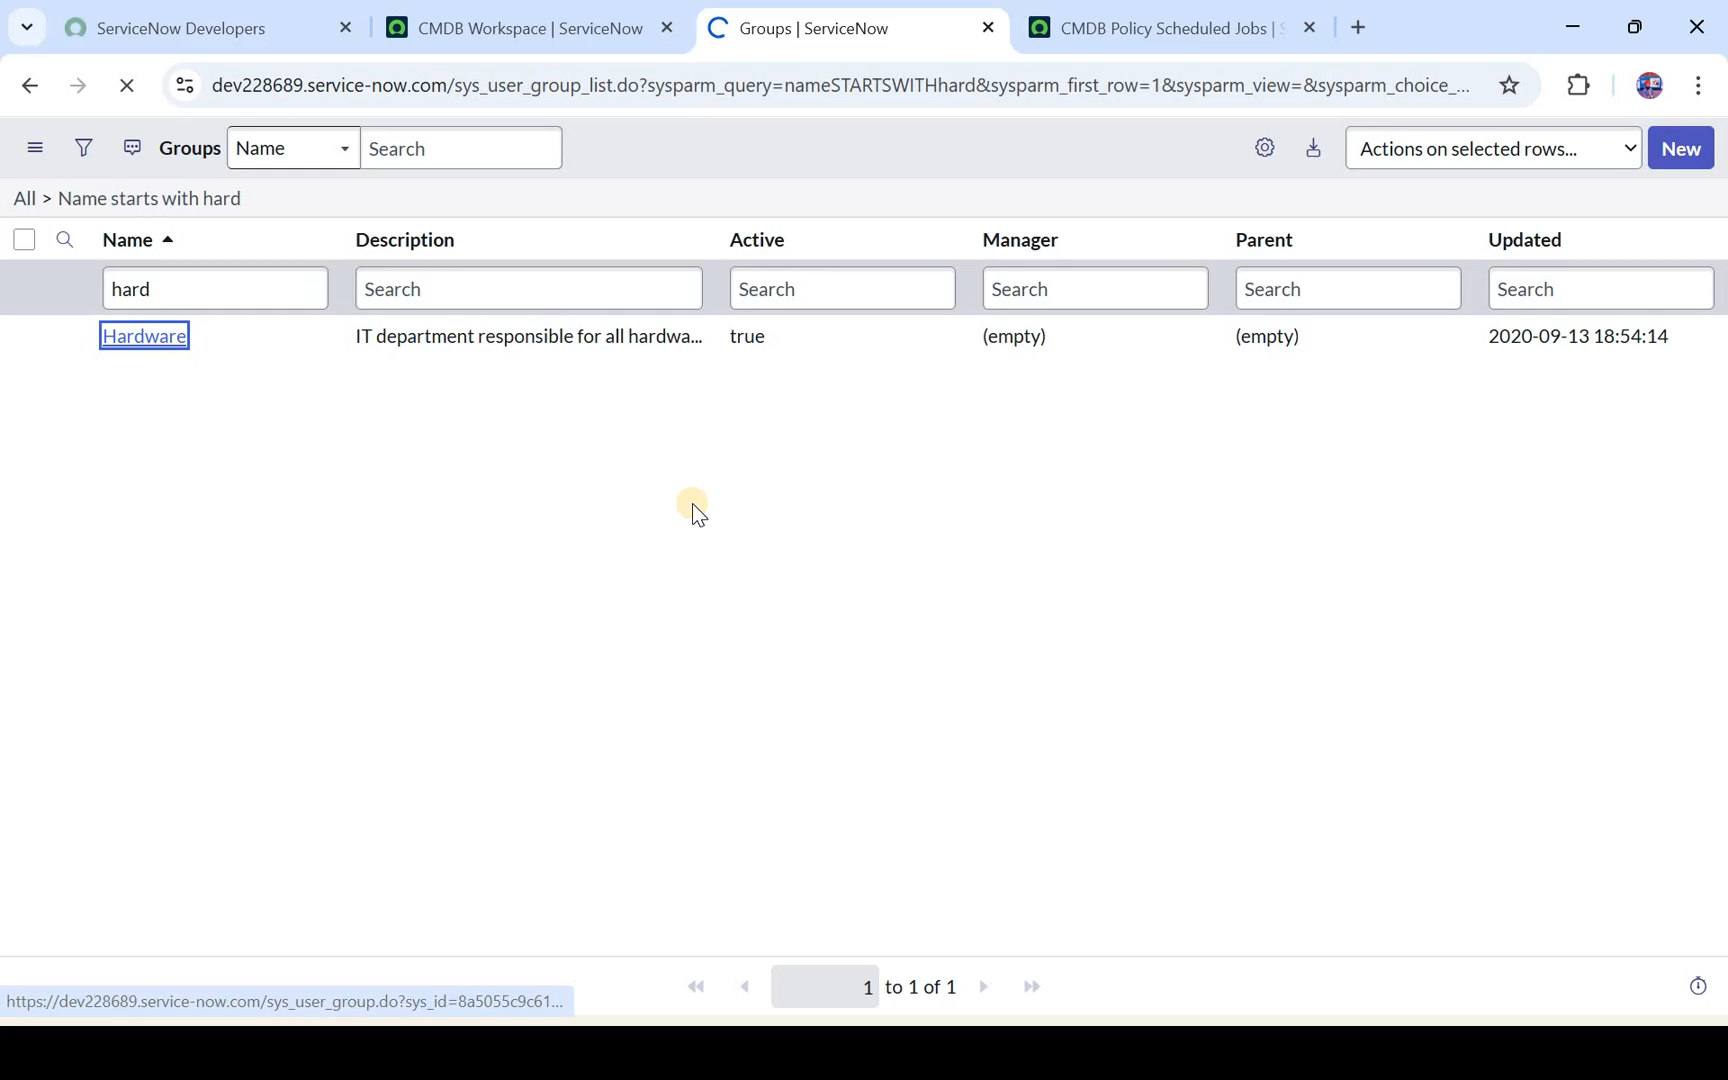 ServiceNow Developers
CMDB Workspace | ServiceNow
Groups | ServiceNow
CMDB Policy Scheduled Jobs |
dev228689.service-now.com/sys_user_group_list.do?sysparm_query=nameSTARTSWITHhard&sysparm_first_row=1&sysparm_view=&sysparm_choice_...
Groups Name Search Actions on selected rows... New
All > Name starts with hard
Name Description Active Manager Parent Updated
hard Search Search Search Search Search
Hardware IT department responsible for all hardwa... true (empty) (empty) 2020-09-13 18:54:14
1 to 1 of 1
https://dev228689.service-now.com/sys_user_group.do?sys_id=8a5055c9c61...